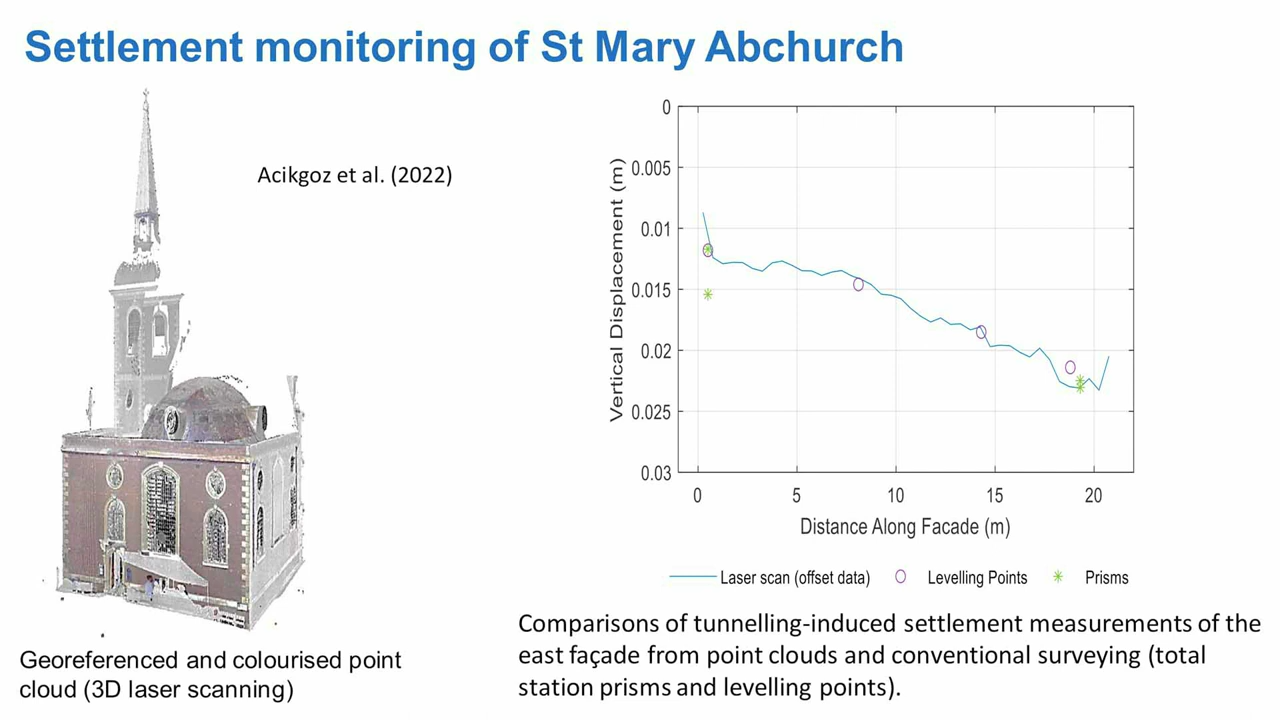 Settlement monitoring of St Mary Abchurch
Acikgoz et al. (2022)
Georeferenced and colourised point
cloud (3D laser scanning)
Vertical Displacement (m)
0
0.005
0.01
0.015
0.02
0.025
0.03
0 5 10 15 20
Distance Along Facade (m)
Laser scan (offset data) Levelling Points Prisms
Comparisons of tunnelling-induced settlement measurements of the
east façade from point clouds and conventional surveying (total
station prisms and levelling points).